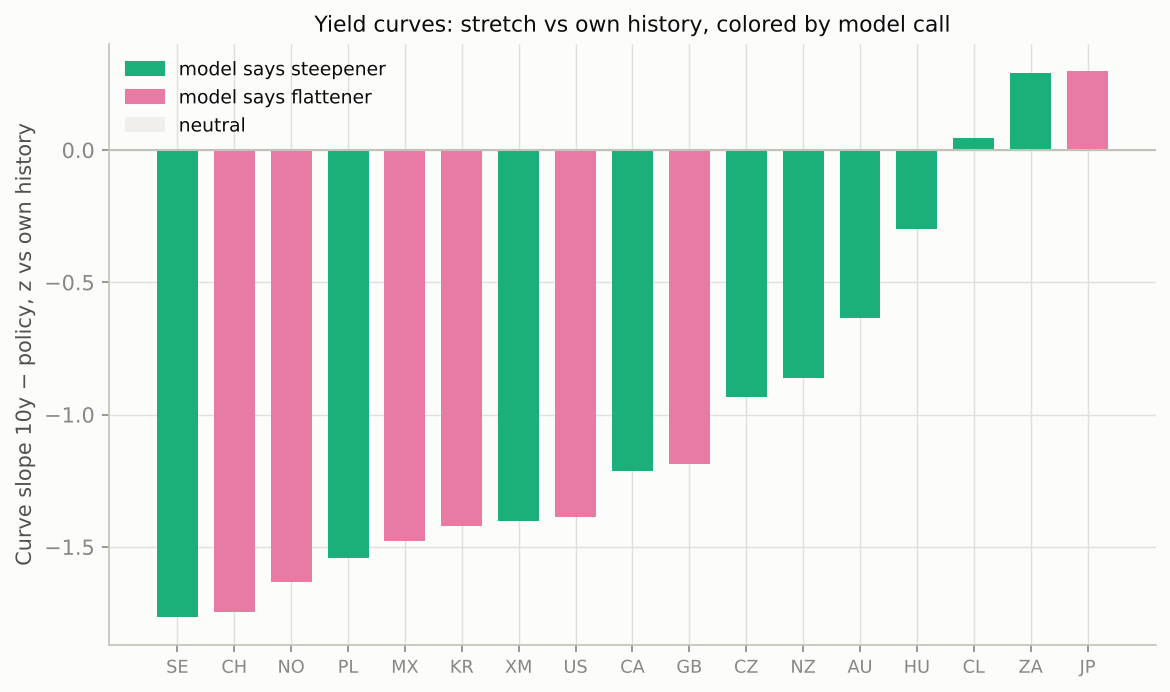 Yield curves: stretch vs own history, colored by model call
model says steepener
model says flattener
neutral
Curve slope 10y − policy, z vs own history
0.0
−0.5
−1.0
−1.5
SE CH NO PL MX KR XM US CA GB CZ NZ AU HU CL ZA JP